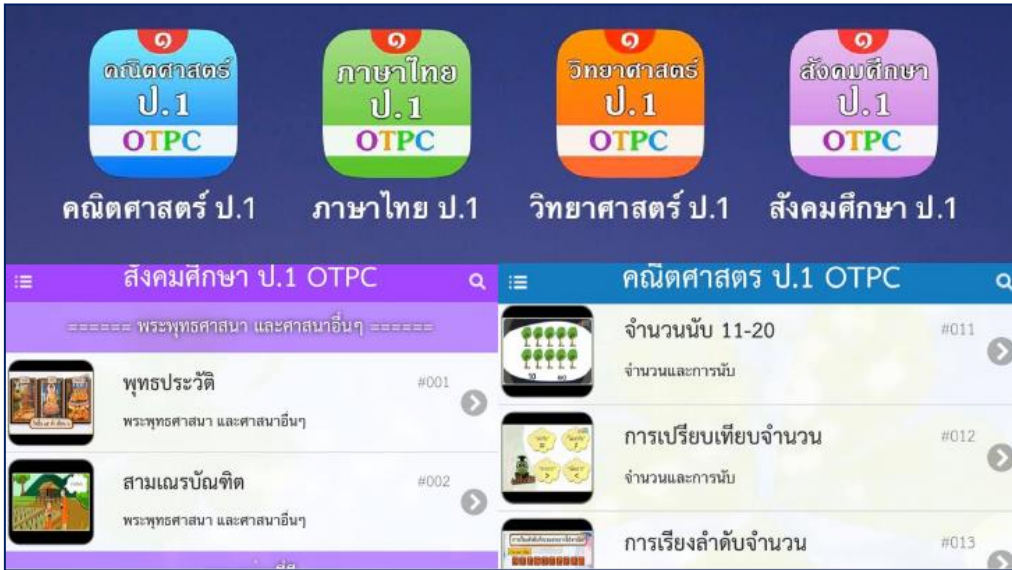 ๑
คณิตศาสตร์
ป.1
OTPC
คณิตศาสตร์ ป.1
๑
ภาษาไทย
ป.1
OTPC
ภาษาไทย ป.1
๑
วิทยาศาสตร์
ป.1
OTPC
วิทยาศาสตร์ ป.1
๑
สังคมศึกษา
ป.1
OTPC
สังคมศึกษา ป.1
สังคมศึกษา ป.1 OTPC
====== พระพุทธศาสนา และศาสนาอื่นๆ ======
พุทธประวัติ #001
พระพุทธศาสนา และศาสนาอื่นๆ
สามเณรบัณฑิต #002
พระพุทธศาสนา และศาสนาอื่นๆ
คณิตศาสตร ป.1 OTPC
จำนวนนับ 11-20 #011
จำนวนและการนับ
10
การเปรียบเทียบจำนวน #012
จำนวนและการนับ
>
<
การเรียงลำดับจำนวน #013